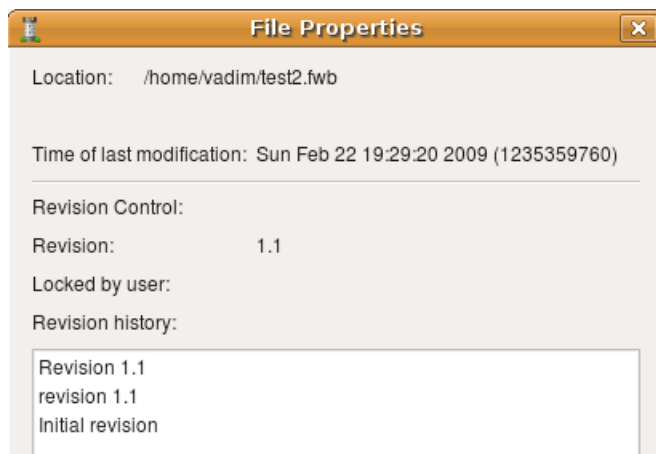 File Properties
Location: /home/vadim/test2.fwb
Time of last modification: Sun Feb 22 19:29:20 2009 (1235359760)
Revision Control:
Revision: 1.1
Locked by user:
Revision history:
Revision 1.1
revision 1.1
Initial revision